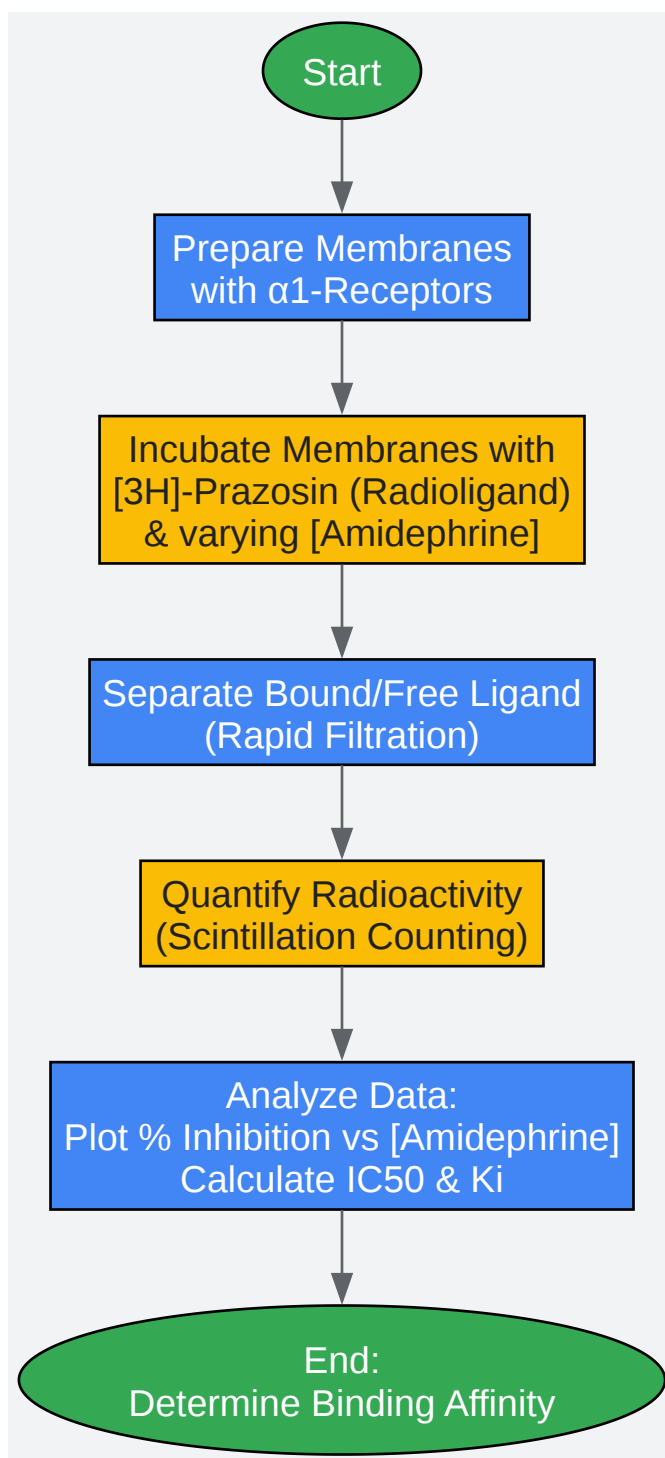 Start
Prepare Membranes
with α1-Receptors
Incubate Membranes with
[3H]-Prazosin (Radioligand)
& varying [Amidephrine]
Separate Bound/Free Ligand
(Rapid Filtration)
Quantify Radioactivity
(Scintillation Counting)
Analyze Data:
Plot % Inhibition vs [Amidephrine]
Calculate IC50 & Ki
End:
Determine Binding Affinity